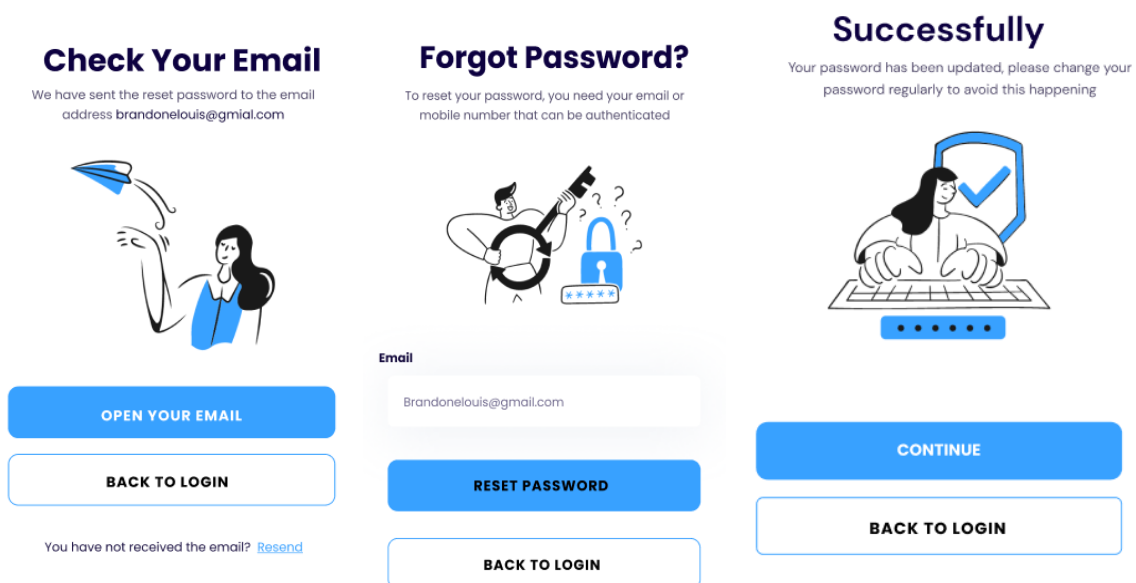 Check Your Email
We have sent the reset password to the email
address brandonelouis@gmial.com
OPEN YOUR EMAIL
BACK TO LOGIN
You have not received the email? Resend
Forgot Password?
To reset your password, you need your email or
mobile number that can be authenticated
? ? ? ? ?
*****
Email
Brandonelouis@gmail.com
RESET PASSWORD
BACK TO LOGIN
Successfully
Your password has been updated, please change your
password regularly to avoid this happening
CONTINUE
BACK TO LOGIN